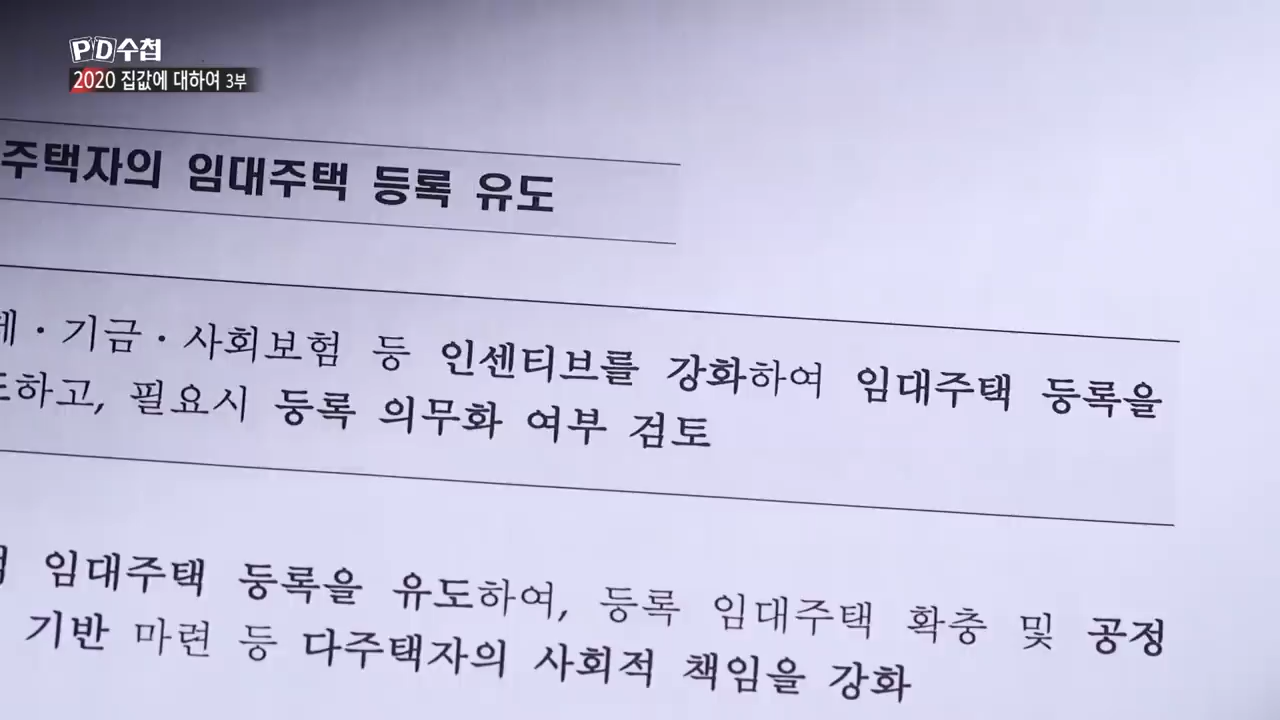 PD수첩
2020 집값에 대하여 3부
주택자의 임대주택 등록 유도
·기금·사회보험 등 인센티브를 강화하여 임대주택 등록을
하고, 필요시 등록 의무화 여부 검토
임대주택 등록을 유도하여, 등록 임대주택 확충 및 공정
기반 마련 등 다주택자의 사회적 책임을 강화